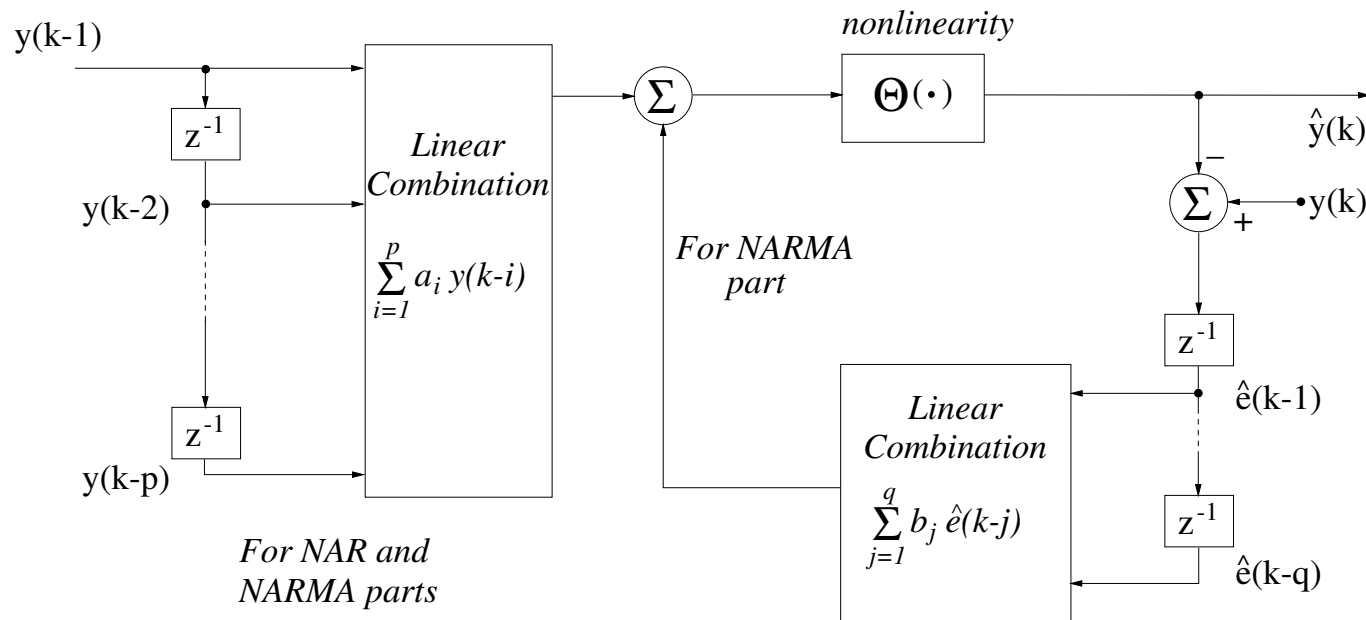 y(k-1)
nonlinearity
Σ
Θ(·)
z⁻¹
ŷ(k)
Linear
Combination
−
y(k-2)
Σ
+
y(k)
For NARMA
part
p
∑ aᵢ y(k-i)
i=1
z⁻¹
z⁻¹
ê(k-1)
Linear
Combination
y(k-p)
q
∑ bⱼ ê(k-j)
j=1
z⁻¹
For NAR and
NARMA parts
ê(k-q)